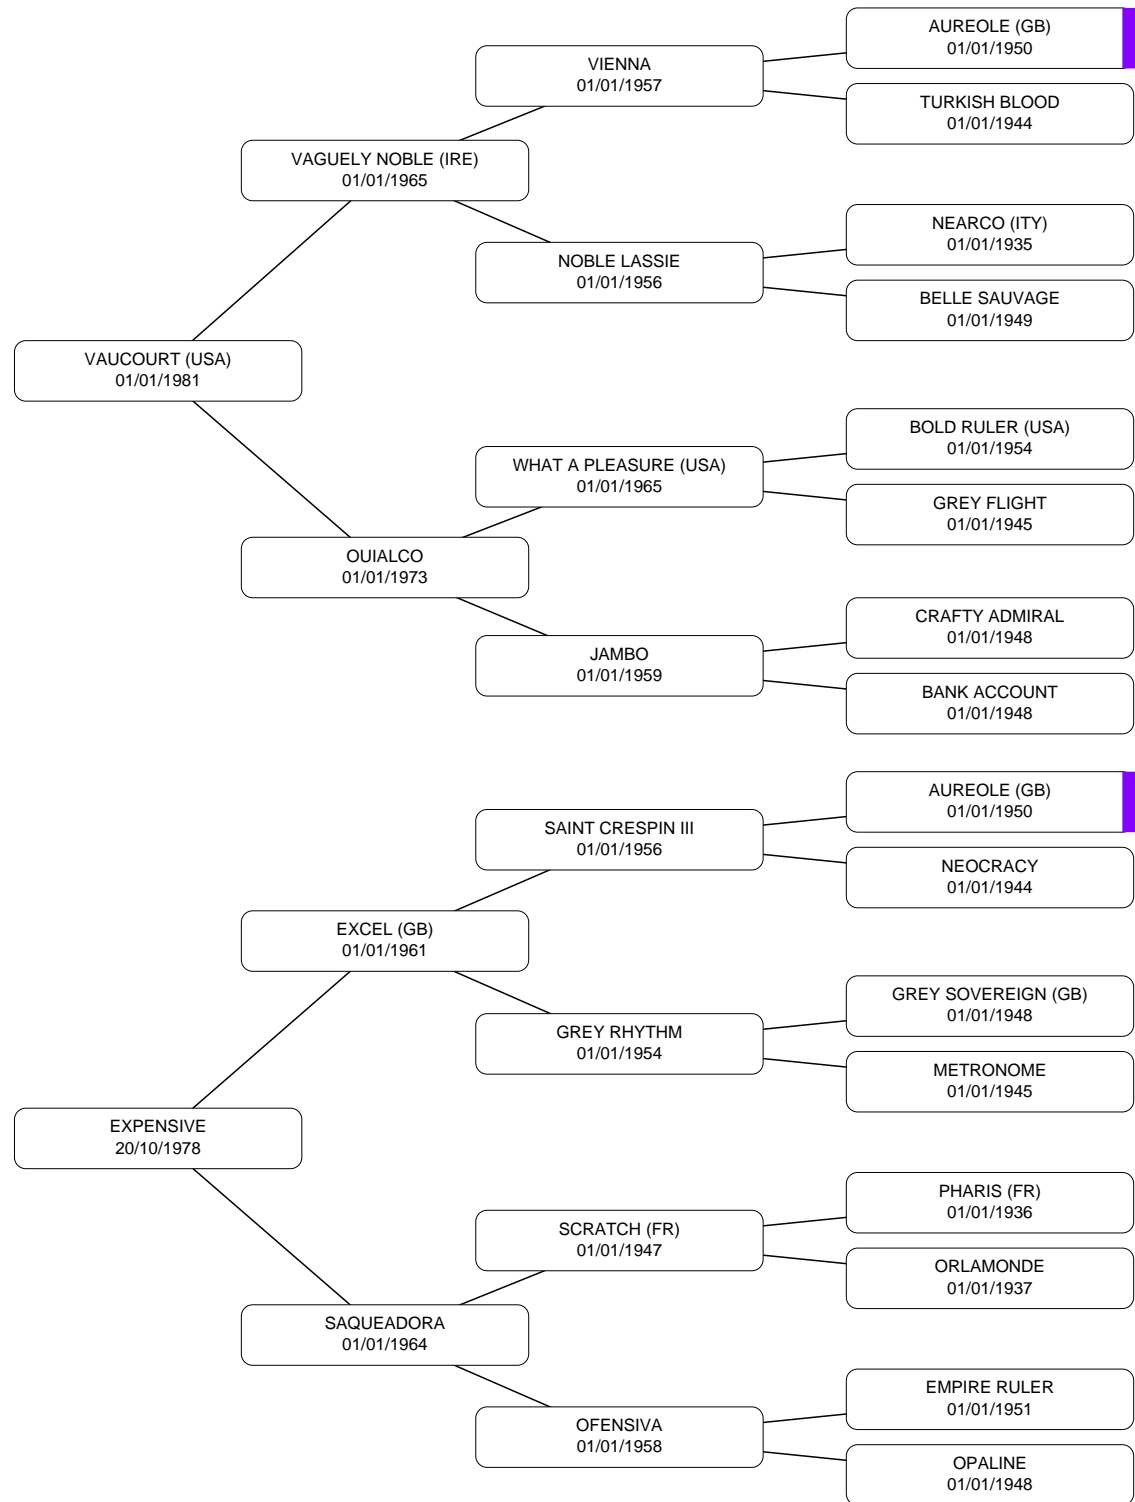 AUREOLE (GB)
01/01/1950
VIENNA
01/01/1957
TURKISH BLOOD
01/01/1944
VAGUELY NOBLE (IRE)
01/01/1965
NEARCO (ITY)
01/01/1935
NOBLE LASSIE
01/01/1956
BELLE SAUVAGE
01/01/1949
VAUCOURT (USA)
01/01/1981
BOLD RULER (USA)
01/01/1954
WHAT A PLEASURE (USA)
01/01/1965
GREY FLIGHT
01/01/1945
OUIALCO
01/01/1973
CRAFTY ADMIRAL
01/01/1948
JAMBO
01/01/1959
BANK ACCOUNT
01/01/1948
AUREOLE (GB)
01/01/1950
SAINT CRESPIN III
01/01/1956
NEOCRACY
01/01/1944
EXCEL (GB)
01/01/1961
GREY SOVEREIGN (GB)
01/01/1948
GREY RHYTHM
01/01/1954
METRONOME
01/01/1945
EXPENSIVE
20/10/1978
PHARIS (FR)
01/01/1936
SCRATCH (FR)
01/01/1947
ORLAMONDE
01/01/1937
SAQUEADORA
01/01/1964
EMPIRE RULER
01/01/1951
OFENSIVA
01/01/1958
OPALINE
01/01/1948